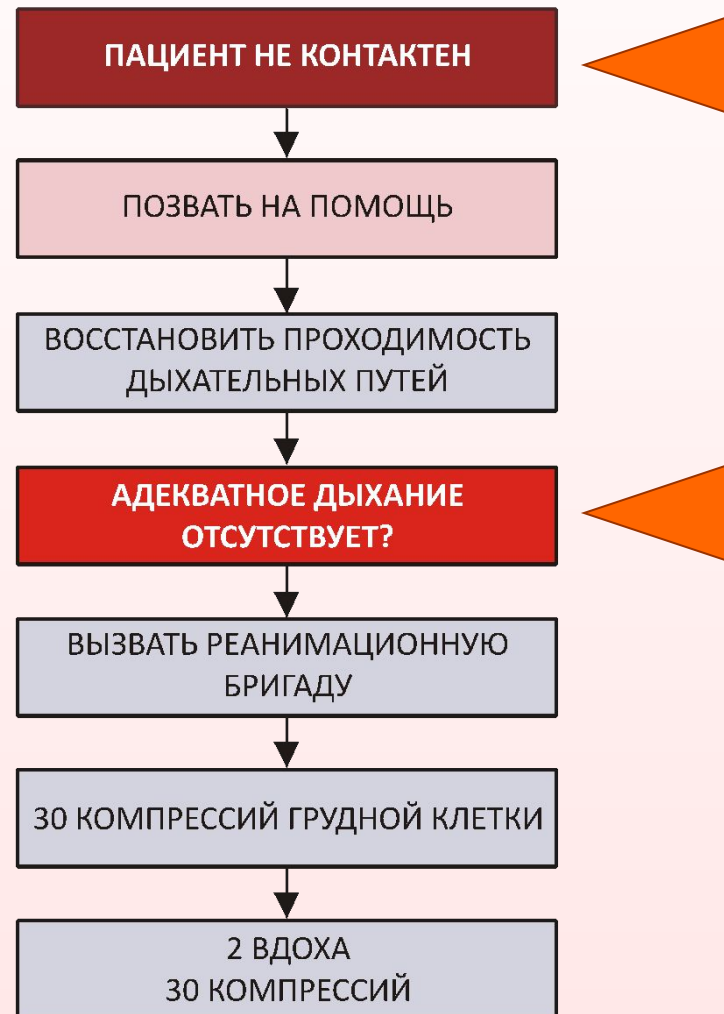 ПАЦИЕНТ НЕ КОНТАКТЕН
ПОЗВАТЬ НА ПОМОЩЬ
ВОССТАНОВИТЬ ПРОХОДИМОСТЬ
ДЫХАТЕЛЬНЫХ ПУТЕЙ
АДЕКВАТНОЕ ДЫХАНИЕ
ОТСУТСТВУЕТ?
ВЫЗВАТЬ РЕАНИМАЦИОННУЮ
БРИГАДУ
30 КОМПРЕССИЙ ГРУДНОЙ КЛЕТКИ
2 ВДОХА
30 КОМПРЕССИЙ